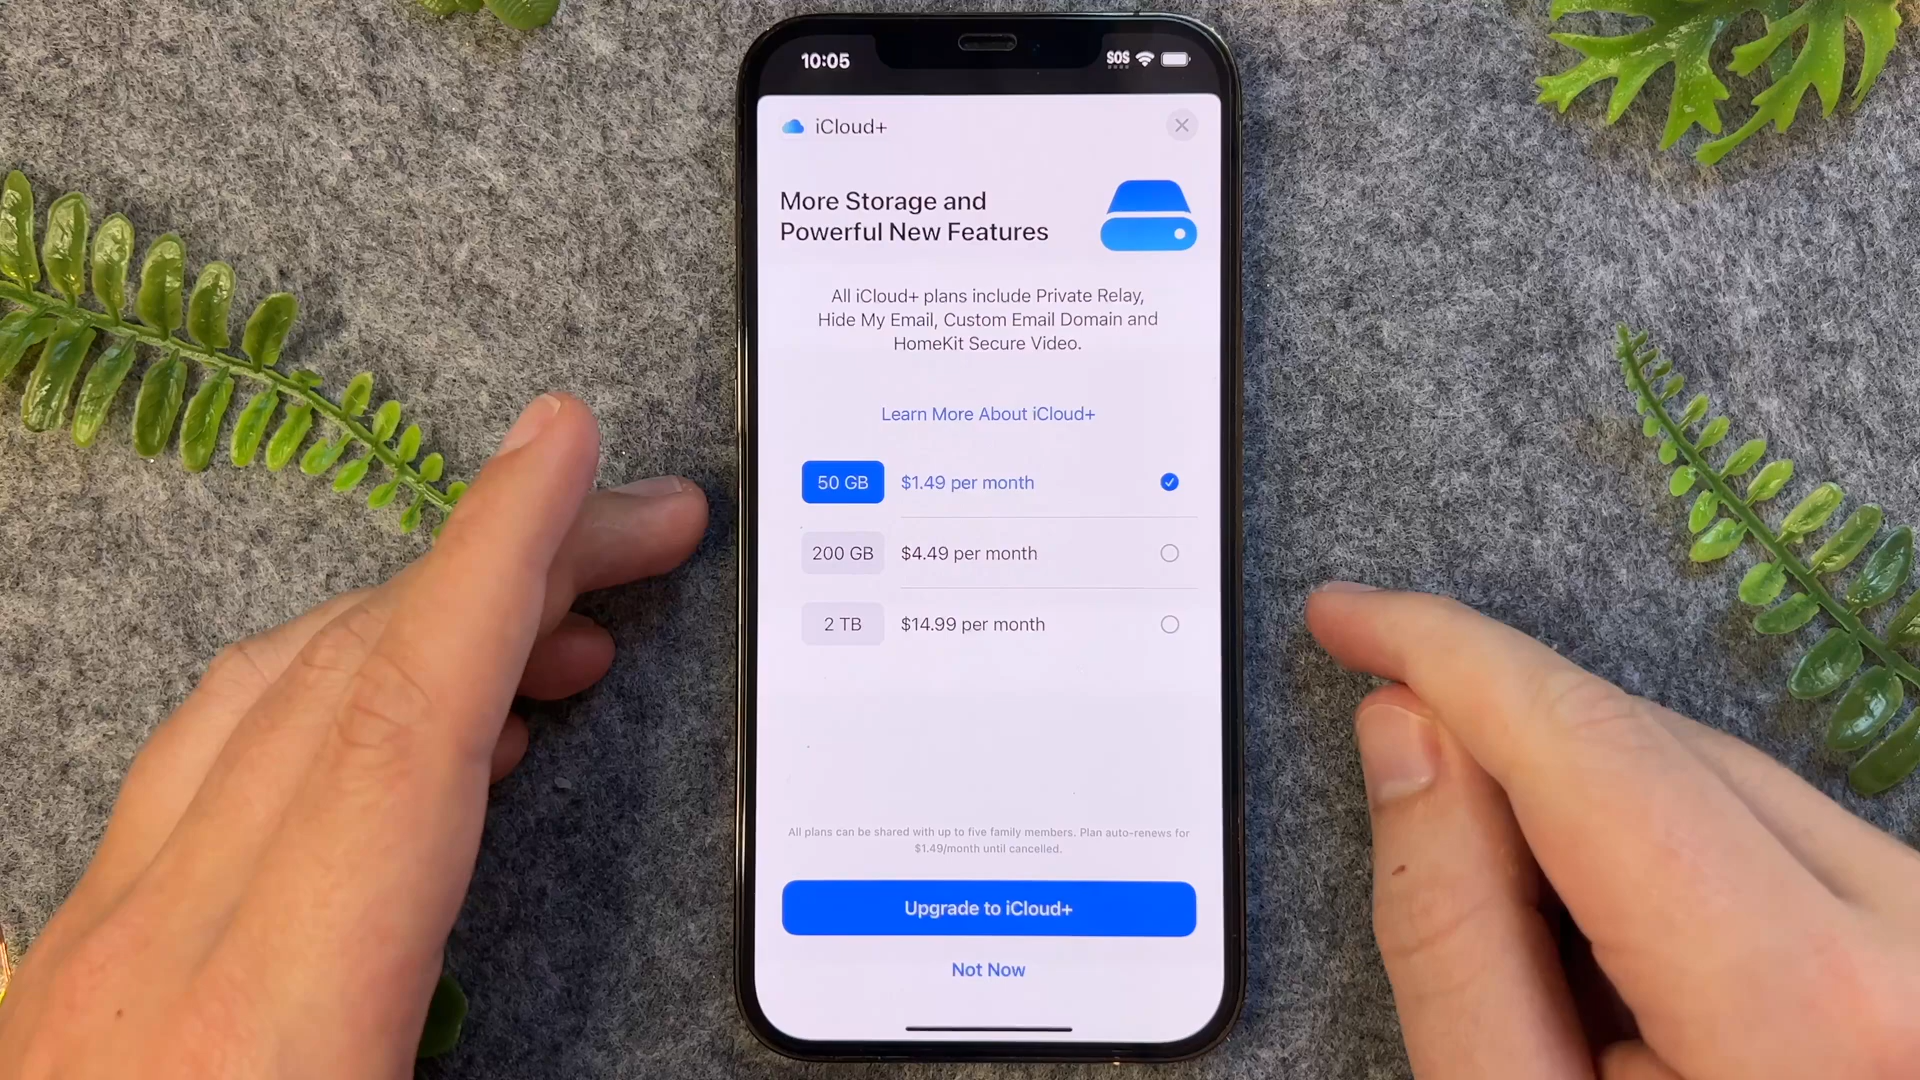 10:05
SOS
iCloud+
More Storage and
Powerful New Features
All iCloud+ plans include Private Relay,
Hide My Email, Custom Email Domain and
HomeKit Secure Video.
Learn More About iCloud+
50 GB $1.49 per month
200 GB $4.49 per month
2 TB $14.99 per month
All plans can be shared with up to five family members. Plan auto-renews for
$1.49/month until cancelled.
Upgrade to iCloud+
Not Now